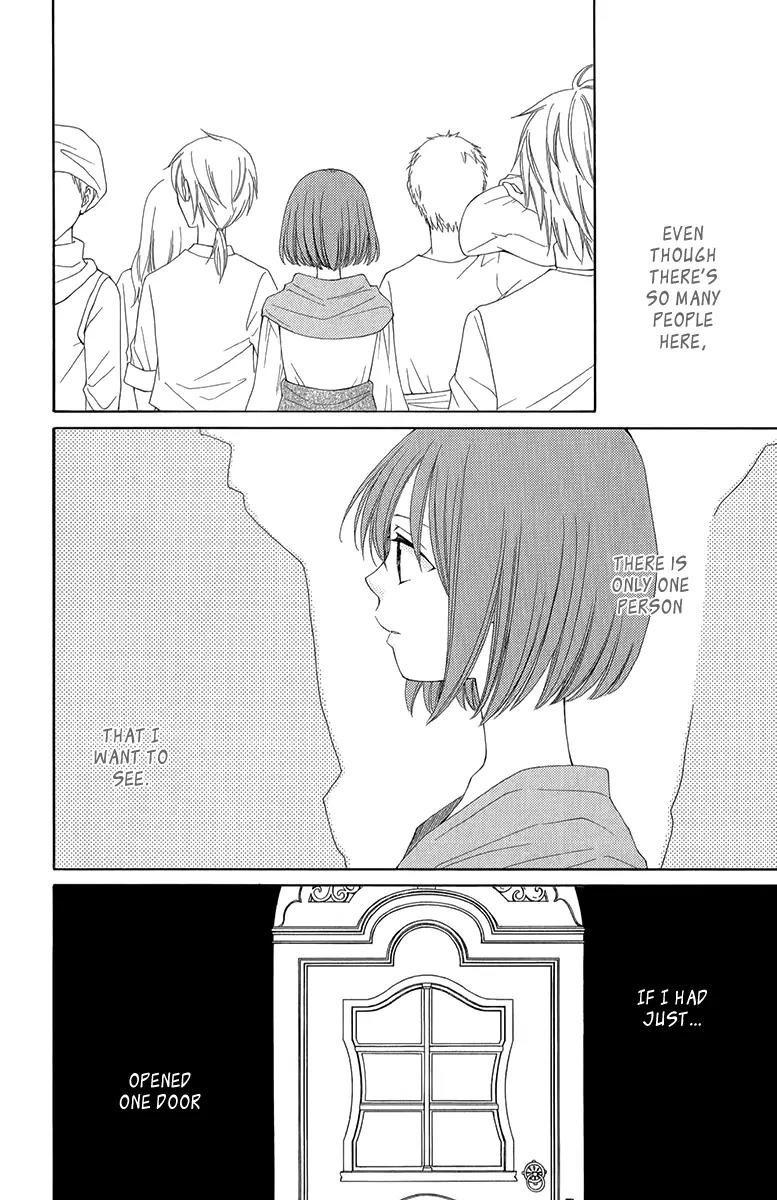 EVEN
THOUGH
THERE'S
SO MANY
PEOPLE
HERE,
THERE IS
ONLY ONE
PERSON
THAT I
WANT TO
SEE.
IF I HAD
JUST...
OPENED
ONE DOOR